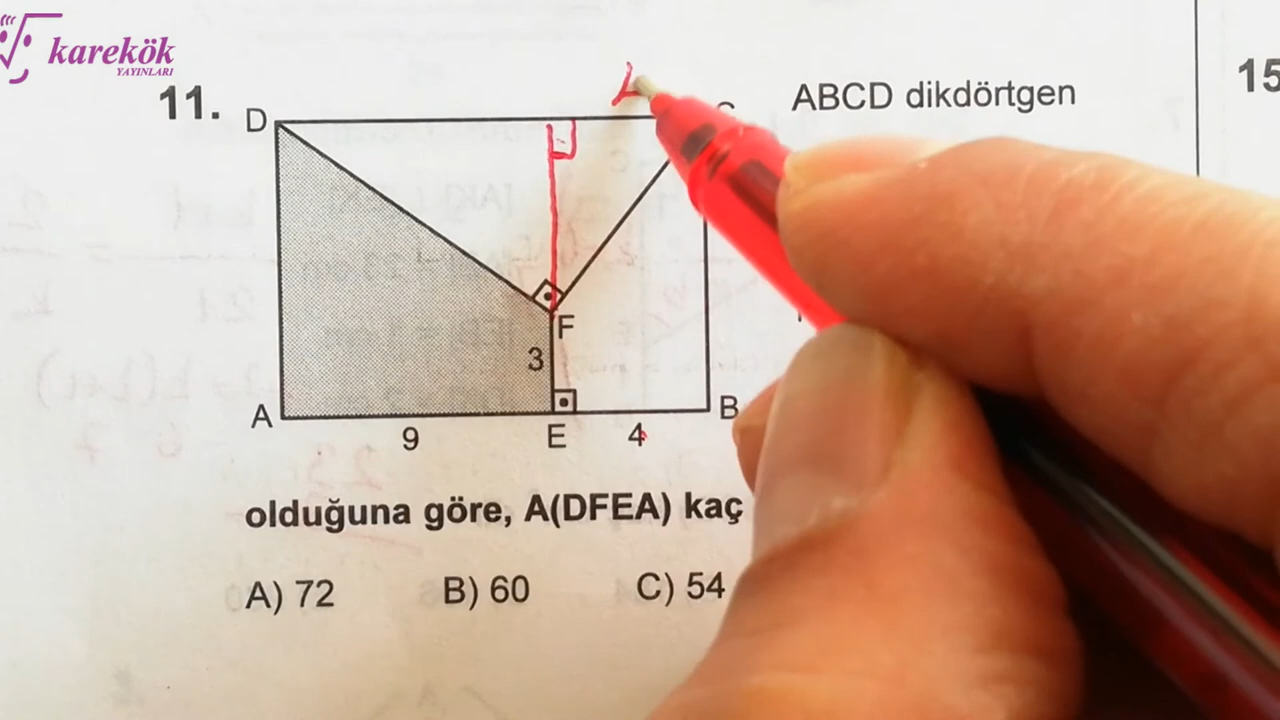 karekök
YAYINLARI
11.
D
ABCD dikdörtgen
15
F
3
A
B
9
E
4
olduğuna göre, A(DFEA) kaç
A) 72
B) 60
C) 54